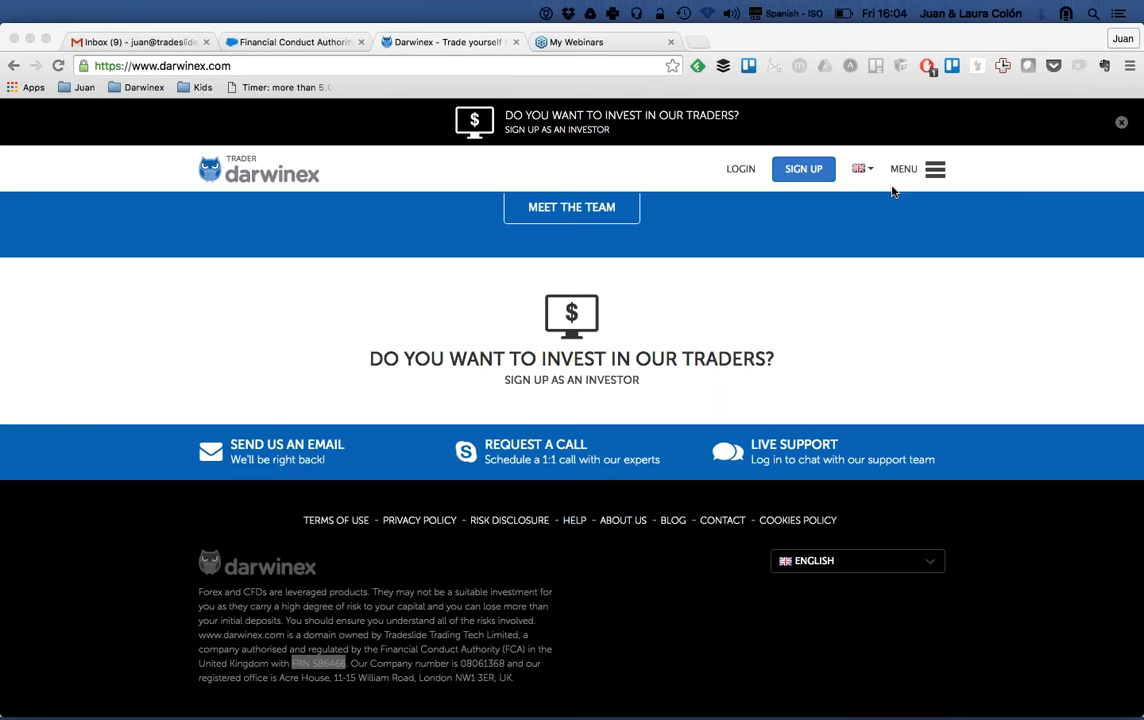 Spanish - ISO
Fri 16:04
Juan & Laura Colón
Inbox (9) - juan@tradeslide
Financial Conduct Authori
Darwinex - Trade yourself
My Webinars
Juan
https://www.darwinex.com
Apps
Juan
Darwinex
Kids
Timer: more than 5.0
DO YOU WANT TO INVEST IN OUR TRADERS?
SIGN UP AS AN INVESTOR
TRADER
darwinex
LOGIN
SIGN UP
MENU
MEET THE TEAM
$
DO YOU WANT TO INVEST IN OUR TRADERS?
SIGN UP AS AN INVESTOR
SEND US AN EMAIL
We'll be right back!
REQUEST A CALL
Schedule a 1:1 call with our experts
LIVE SUPPORT
Log in to chat with our support team
TERMS OF USE - PRIVACY POLICY - RISK DISCLOSURE - HELP - ABOUT US - BLOG - CONTACT - COOKIES POLICY
darwinex
ENGLISH
Forex and CFDs are leveraged products. They may not be a suitable investment for
you as they carry a high degree of risk to your capital and you can lose more than
your initial deposits. You should ensure you understand all of the risks involved.
www.darwinex.com is a domain owned by Tradeslide Trading Tech Limited, a
company authorised and regulated by the Financial Conduct Authority (FCA) in the
United Kingdom with FRN 586466. Our Company number is 08061368 and our
registered office is Acre House, 11-15 William Road, London NW1 3ER, UK.